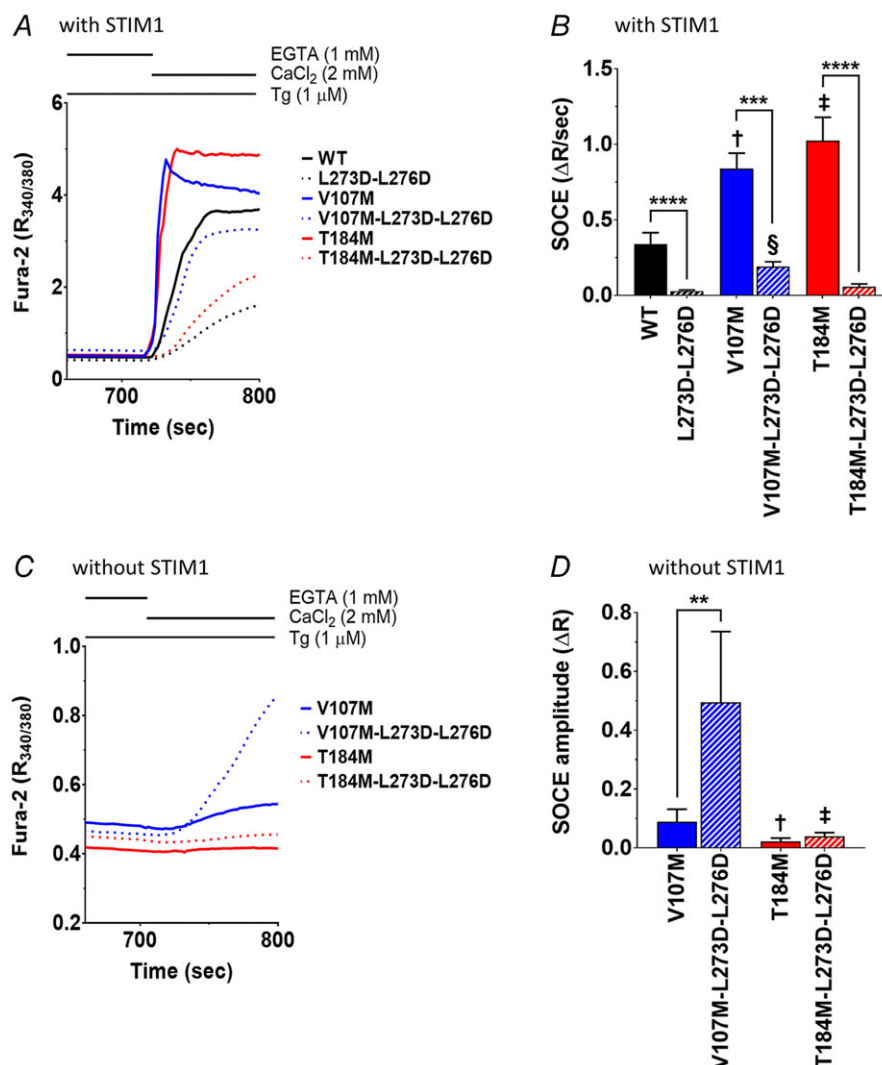 A with STIM1
EGTA (1 mM)
CaCl₂ (2 mM)
Tg (1 μM)
6
4
2
0
Fura-2 (R₃₄₀/₃₈₀)
700 800
Time (sec)
WT
L273D-L276D
V107M
V107M-L273D-L276D
T184M
T184M-L273D-L276D
B with STIM1
1.5
1.0
0.5
0.0
SOCE (ΔR/sec)
****
***
****
†
§
‡
WT
L273D-L276D
V107M
V107M-L273D-L276D
T184M
T184M-L273D-L276D
C without STIM1
EGTA (1 mM)
CaCl₂ (2 mM)
Tg (1 μM)
1.0
0.8
0.6
0.4
0.2
Fura-2 (R₃₄₀/₃₈₀)
700 800
Time (sec)
V107M
V107M-L273D-L276D
T184M
T184M-L273D-L276D
D without STIM1
0.8
0.6
0.4
0.2
0.0
SOCE amplitude (ΔR)
**
†
‡
V107M
V107M-L273D-L276D
T184M
T184M-L273D-L276D